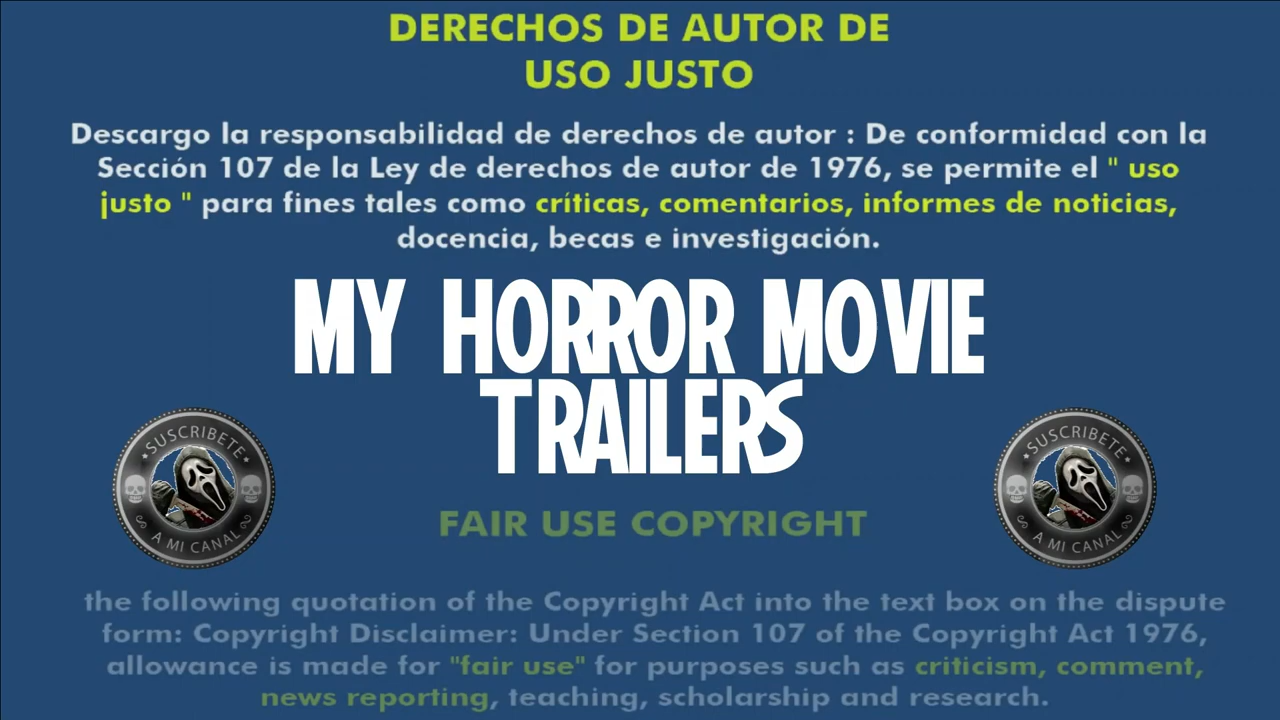 DERECHOS DE AUTOR DE
USO JUSTO
Descargo la responsabilidad de derechos de autor : De conformidad con la
Sección 107 de la Ley de derechos de autor de 1976, se permite el " uso
justo " para fines tales como críticas, comentarios, informes de noticias,
docencia, becas e investigación.
MY HORROR MOVIE
TRAILERS
SUSCRIBETE
A MI CANAL
SUSCRIBETE
A MI CANAL
FAIR USE COPYRIGHT
the following quotation of the Copyright Act into the text box on the dispute
form: Copyright Disclaimer: Under Section 107 of the Copyright Act 1976,
allowance is made for "fair use" for purposes such as criticism, comment,
news reporting, teaching, scholarship and research.